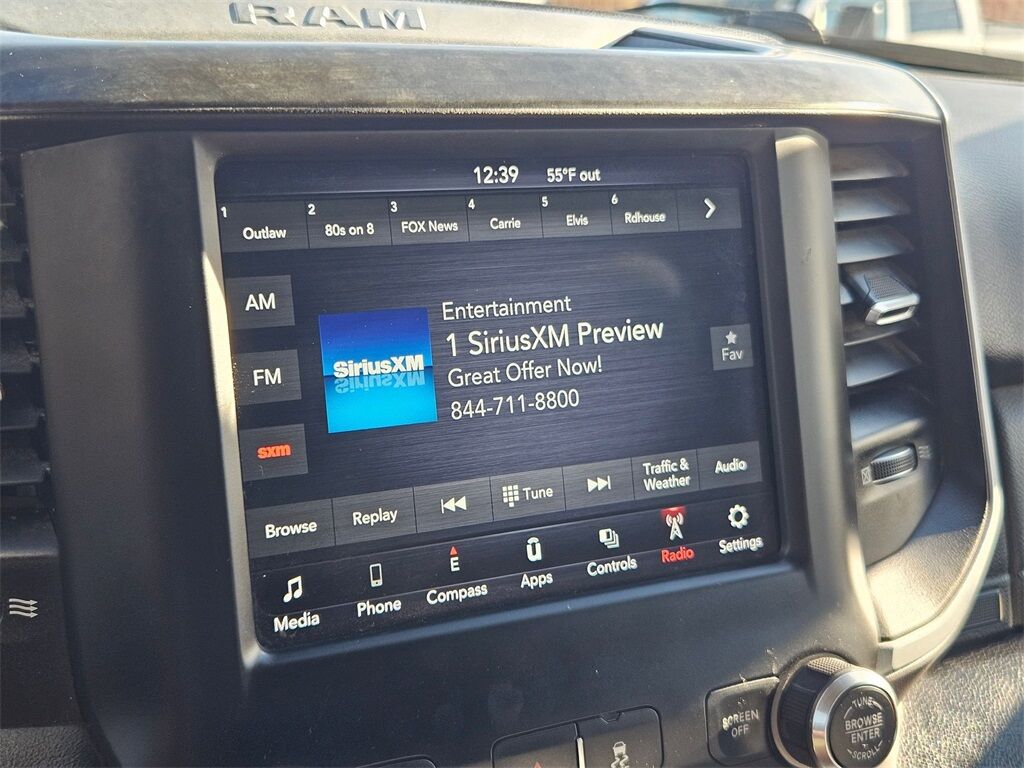 RAM
12:39 55°F out
1 Outlaw
2 80s on 8
3 FOX News
4 Carrie
5 Elvis
6 Rdhouse
AM
FM
sxm
SiriusXM
Entertainment
1 SiriusXM Preview
Great Offer Now!
844-711-8800
Fav
Browse
Replay
Tune
Traffic &
Weather
Audio
Media
Phone
E
Compass
Apps
Controls
Radio
Settings
SCREEN
OFF
TUNE
BROWSE
ENTER
SCROLL